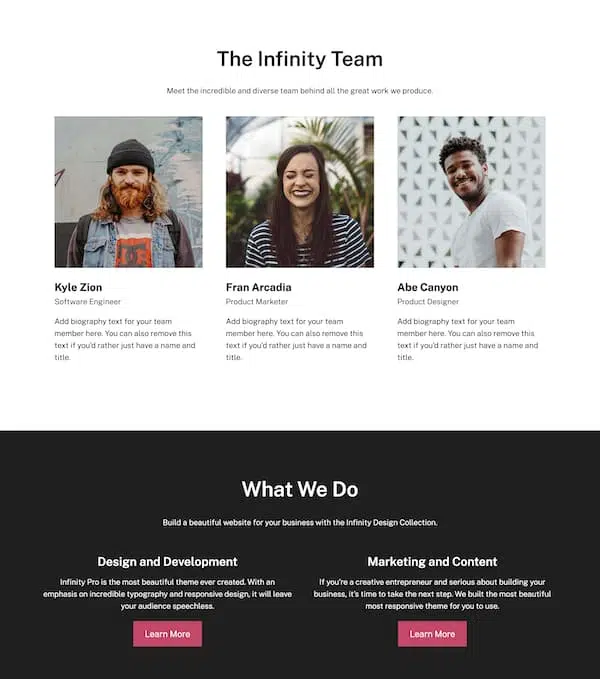 The Infinity Team
Meet the incredible and diverse team behind all the great work we produce.
Kyle Zion
Software Engineer
Add biography text for your team
member here. You can also remove this
text if you'd rather just have a name and
title.
Fran Arcadia
Product Marketer
Add biography text for your team
member here. You can also remove this
text if you'd rather just have a name and
title.
Abe Canyon
Product Designer
Add biography text for your team
member here. You can also remove this
text if you'd rather just have a name and
title.
What We Do
Build a beautiful website for your business with the Infinity Design Collection.
Design and Development
Infinity Pro is the most beautiful theme ever created. With an
emphasis on incredible typography and responsive design, it will leave
your audience speechless.
Learn More
Marketing and Content
If you're a creative entrepreneur and serious about building your
business, it's time to take the next step. We built the most beautiful
most responsive theme for you to use.
Learn More